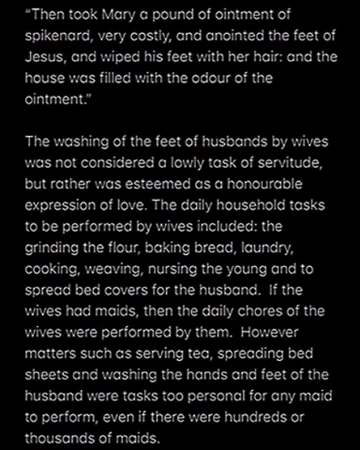 “Then took Mary a pound of ointment of
spikenard, very costly, and anointed the feet of
Jesus, and wiped his feet with her hair: and the
house was filled with the odour of the
ointment.”
The washing of the feet of husbands by wives
was not considered a lowly task of servitude,
but rather was esteemed as a honourable
expression of love. The daily household tasks
to be performed by wives included: the
grinding the flour, baking bread, laundry,
cooking, weaving, nursing the young and to
spread bed covers for the husband. If the
wives had maids, then the daily chores of the
wives were performed by them. However
matters such as serving tea, spreading bed
sheets and washing the hands and feet of the
husband were tasks too personal for any maid
to perform, even if there were hundreds or
thousands of maids.